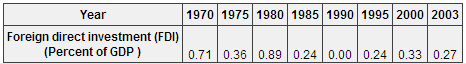 Year 1970 1975 1980 1985 1990 1995 2000 2003
Foreign direct investment (FDI)
(Percent of GDP ) 0.71 0.36 0.89 0.24 0.00 0.24 0.33 0.27